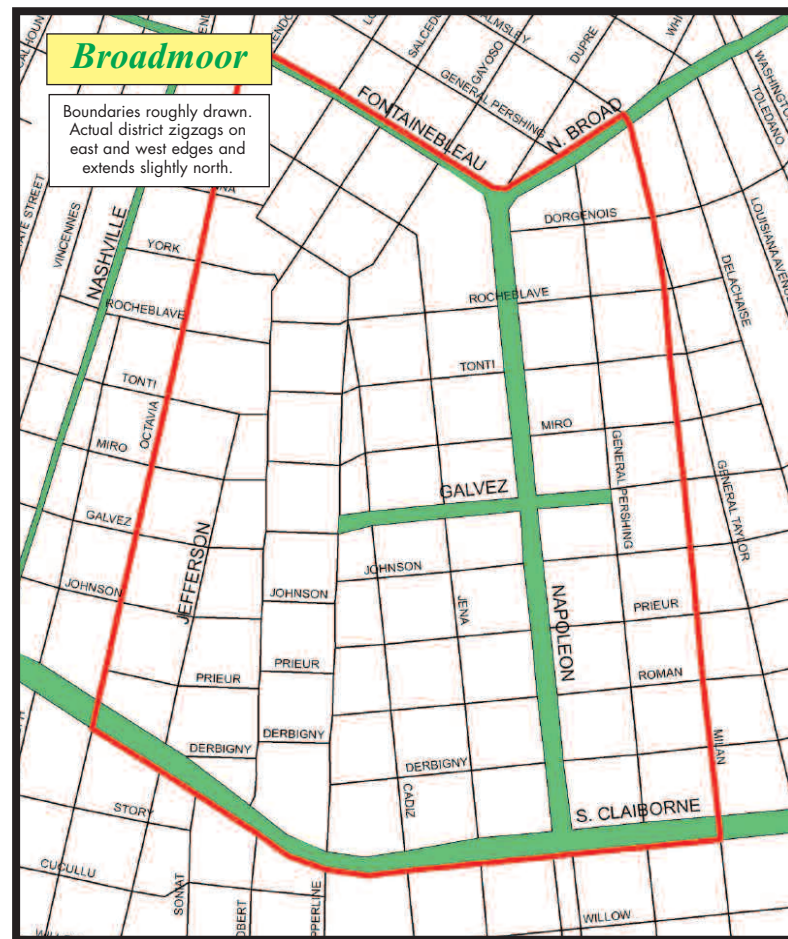 Broadmoor
Boundaries roughly drawn.
Actual district zigzags on
east and west edges and
extends slightly north.
SALCEDO
WALMSLEY
GAYOSO
DUPRE
GENERAL PERSHING
FONTAINEBLEAU
N. BROAD
WASHINGTON
TOLEDANO
STATE STREET
VINCENNES
NASHVILLE
YORK
DORGENOIS
LOUISIANA AVENUE
DELACHAISE
ROCHEBLAVE
ROCHEBLAVE
TONTI
TONTI
OCTAVIA
MIRO
MIRO
GENERAL PERSHING
GENERAL TAYLOR
GALVEZ
GALVEZ
JEFFERSON
JOHNSON
JOHNSON
JOHNSON
JENA
NAPOLEON
PRIEUR
PRIEUR
PRIEUR
ROMAN
DERBIGNY
DERBIGNY
DERBIGNY
MILAN
CADIZ
S. CLAIBORNE
STORY
CUCULLU
SONIAT
WILLOW